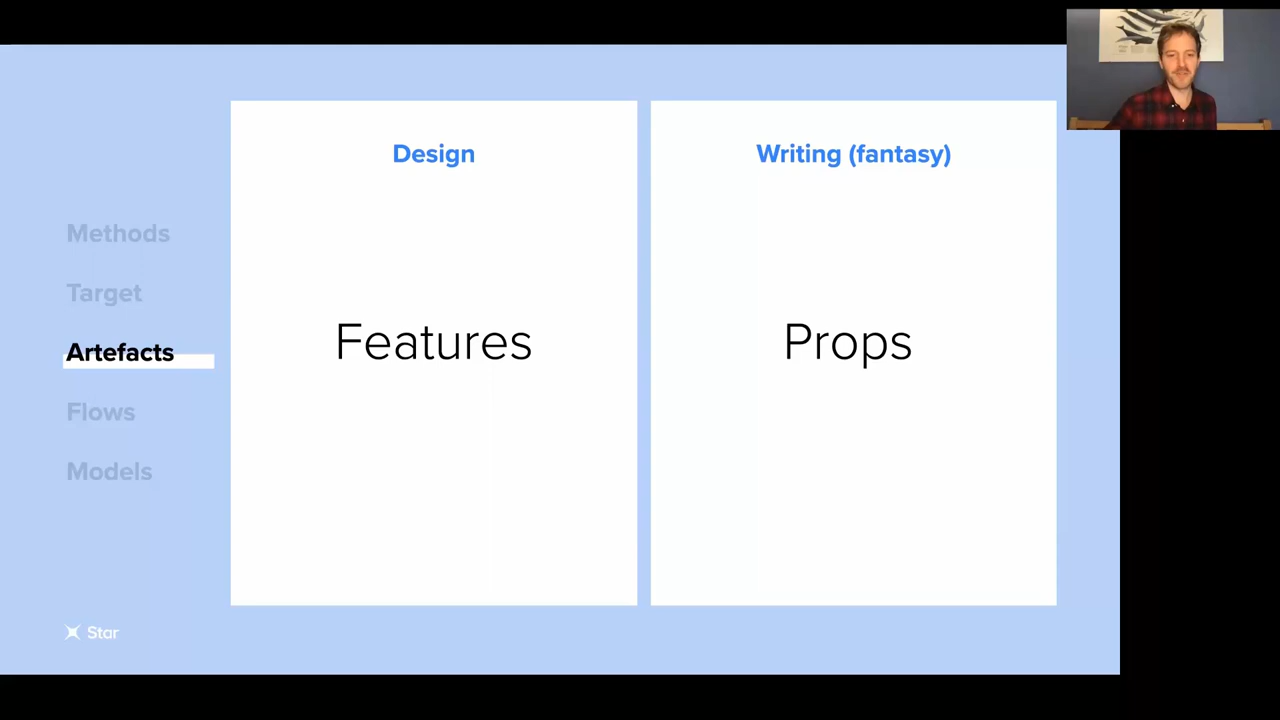 Methods
Target
Artefacts
Flows
Models
Design
Features
Writing (fantasy)
Props
Star